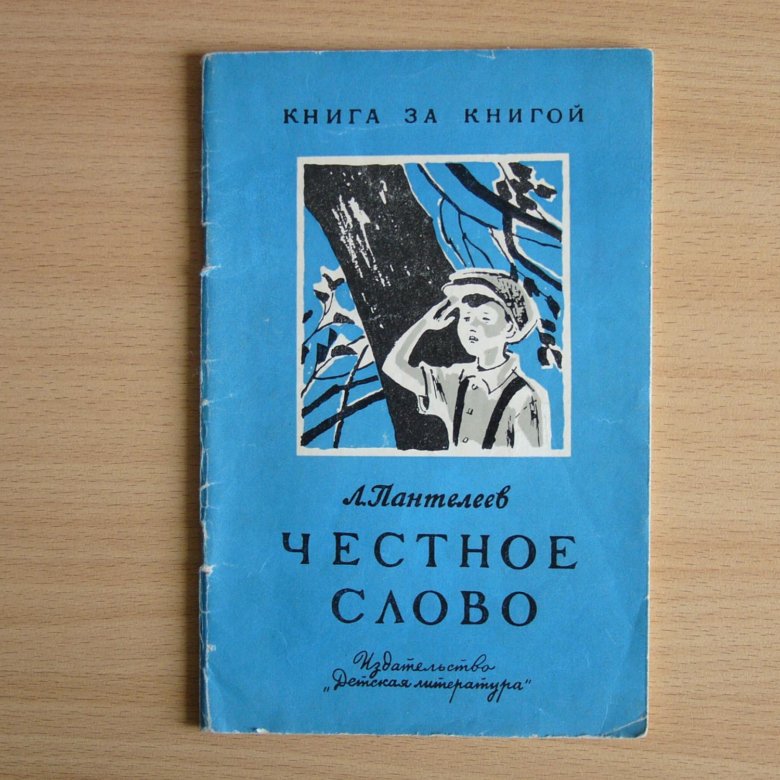 КНИГА ЗА КНИГОЙ
Л. Пантелеев
ЧЕСТНОЕ
СЛОВО
Издательство
„Детская литература"